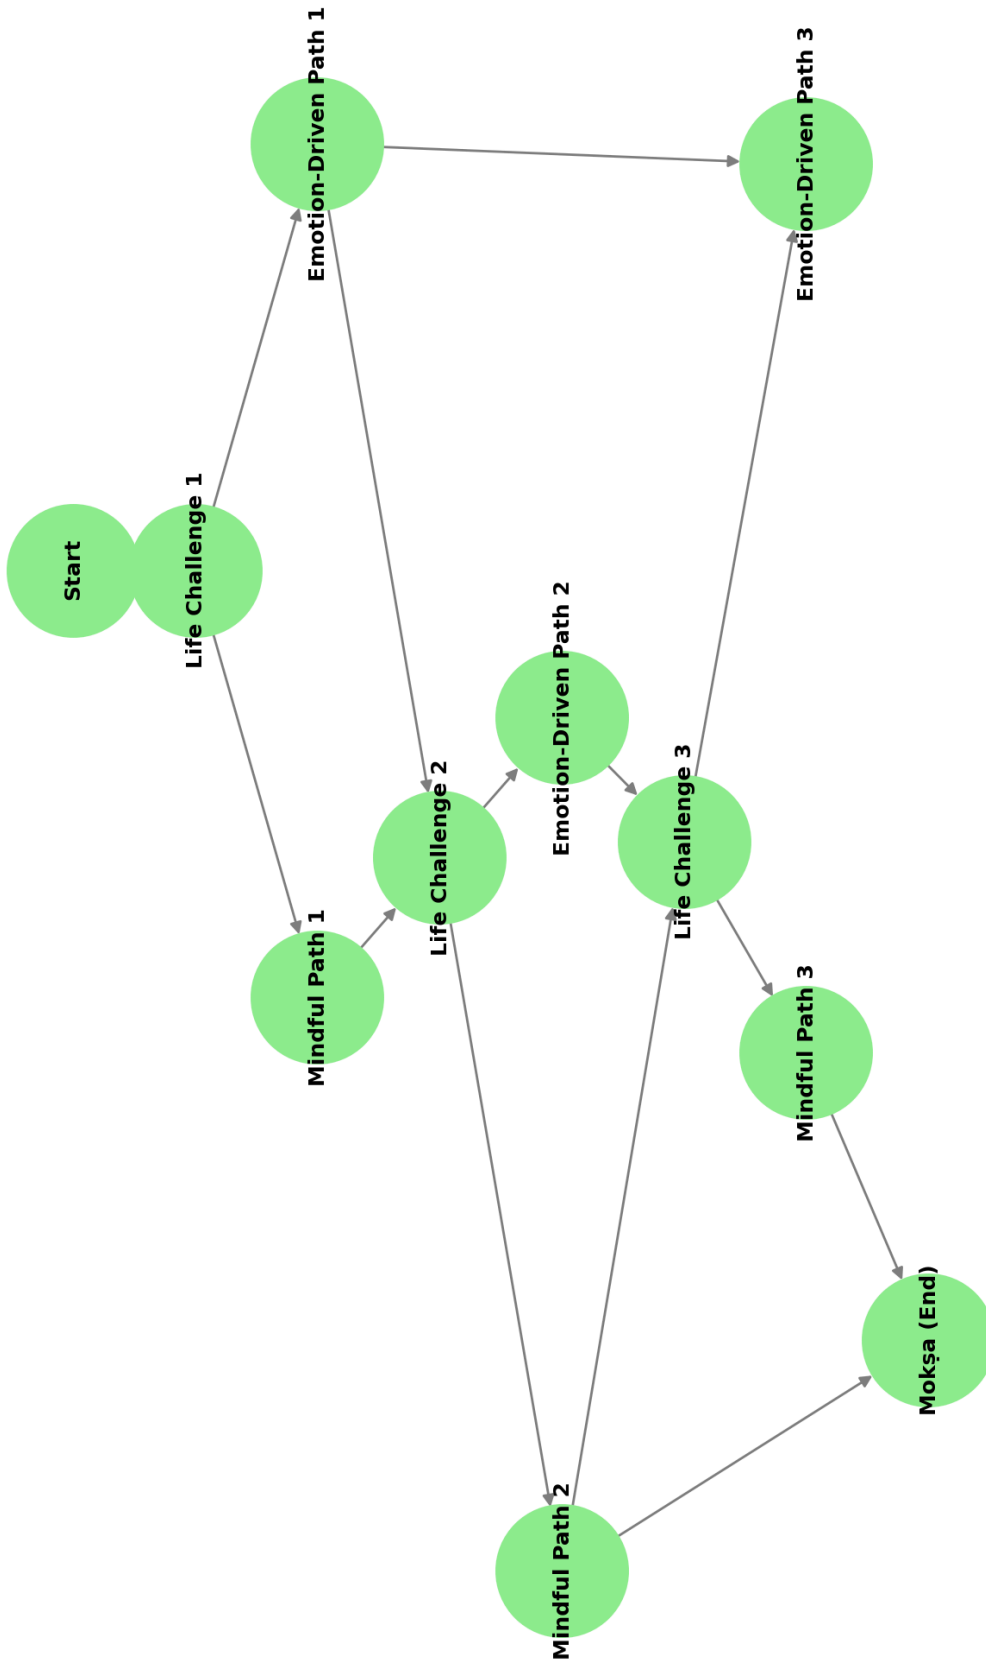 Start
Life Challenge 1
Emotion-Driven Path 1
Mindful Path 1
Life Challenge 2
Emotion-Driven Path 2
Mindful Path 2
Life Challenge 3
Emotion-Driven Path 3
Mindful Path 3
Mokṣa (End)